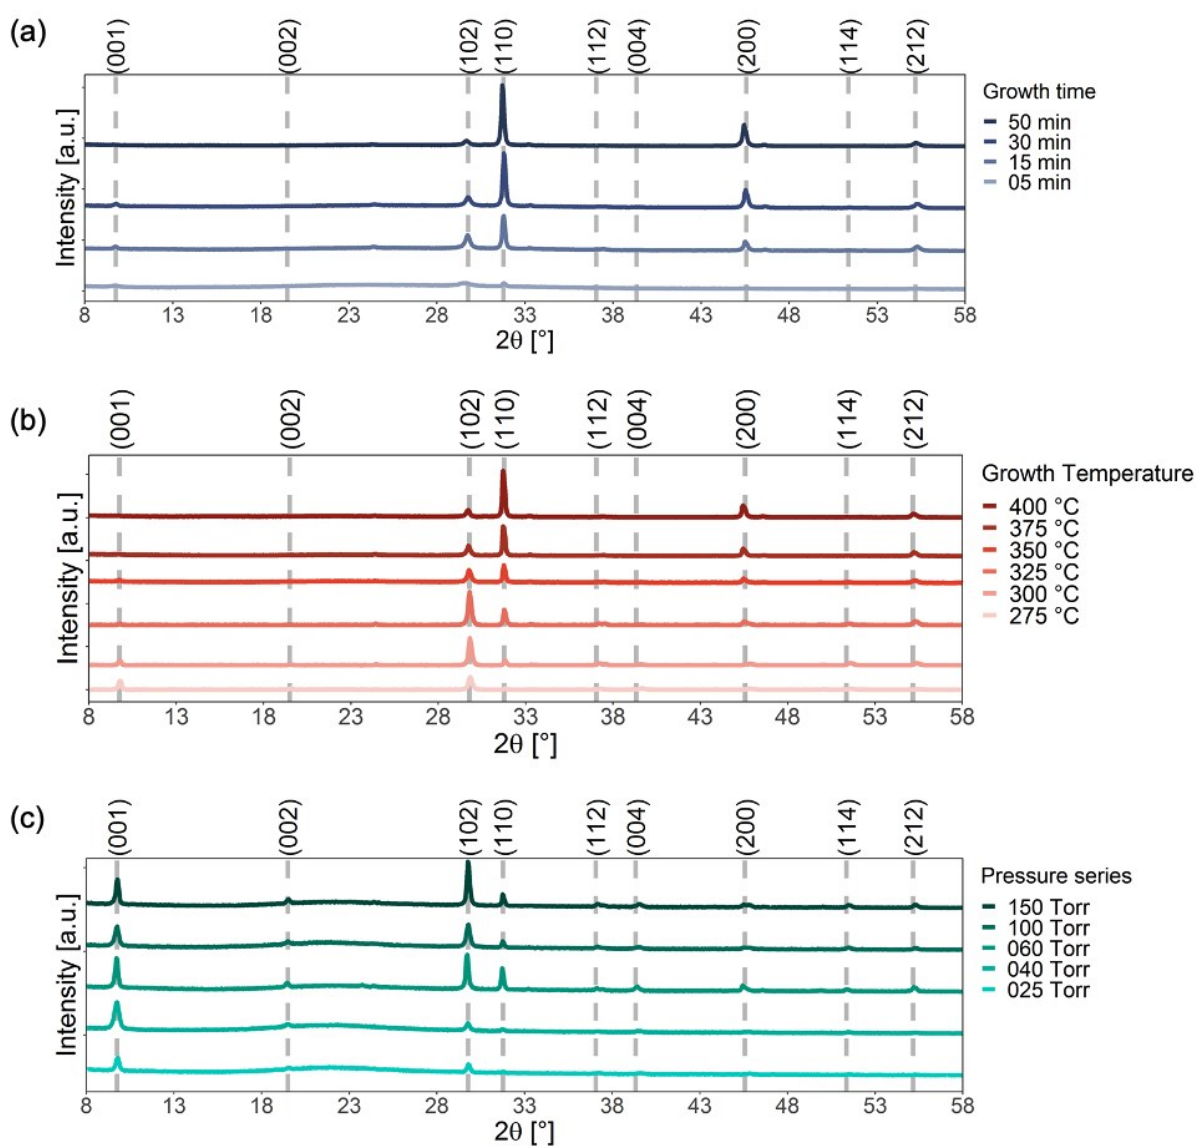 (a)
(001) (002) (102) (110) (112) (004) (200) (114) (212)
Intensity [a.u.]
8 13 18 23 28 33 38 43 48 53 58
2θ [°]
Growth time
50 min
30 min
15 min
05 min
(b)
(001) (002) (102) (110) (112) (004) (200) (114) (212)
Intensity [a.u.]
8 13 18 23 28 33 38 43 48 53 58
2θ [°]
Growth Temperature
400 °C
375 °C
350 °C
325 °C
300 °C
275 °C
(c)
(001) (002) (102) (110) (112) (004) (200) (114) (212)
Intensity [a.u.]
8 13 18 23 28 33 38 43 48 53 58
2θ [°]
Pressure series
150 Torr
100 Torr
060 Torr
040 Torr
025 Torr